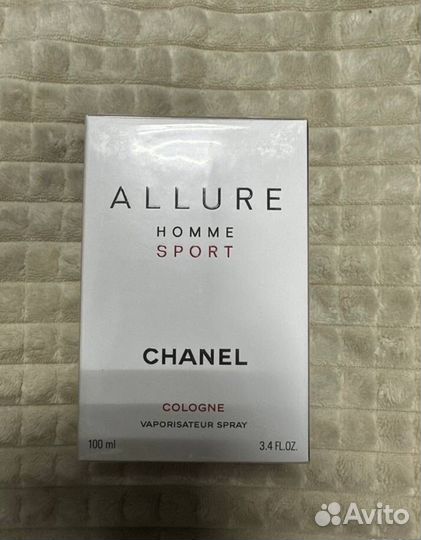 ALLURE
HOMME
SPORT
CHANEL
COLOGNE
VAPORISATEUR SPRAY
100 ml 3.4 FL.OZ.
Avito